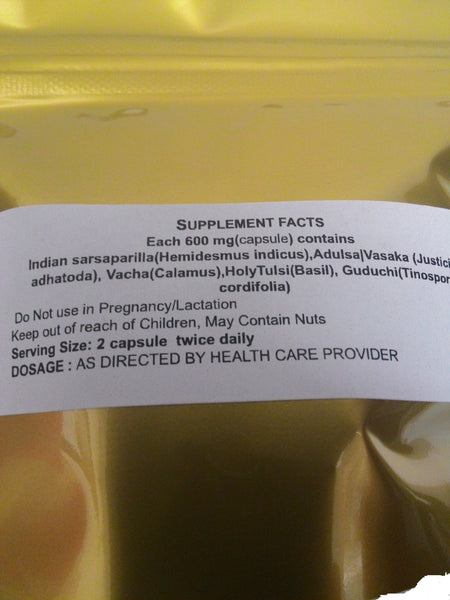 SUPPLEMENT FACTS
Each 600 mg(capsule) contains
Indian sarsaparilla(Hemidesmus indicus),Adulsa|Vasaka (Justici
adhatoda), Vacha(Calamus),HolyTulsi(Basil), Guduchi(Tinospor
cordifolia)
Do Not use in Pregnancy/Lactation
Keep out of reach of Children, May Contain Nuts
Serving Size: 2 capsule twice daily
DOSAGE : AS DIRECTED BY HEALTH CARE PROVIDER